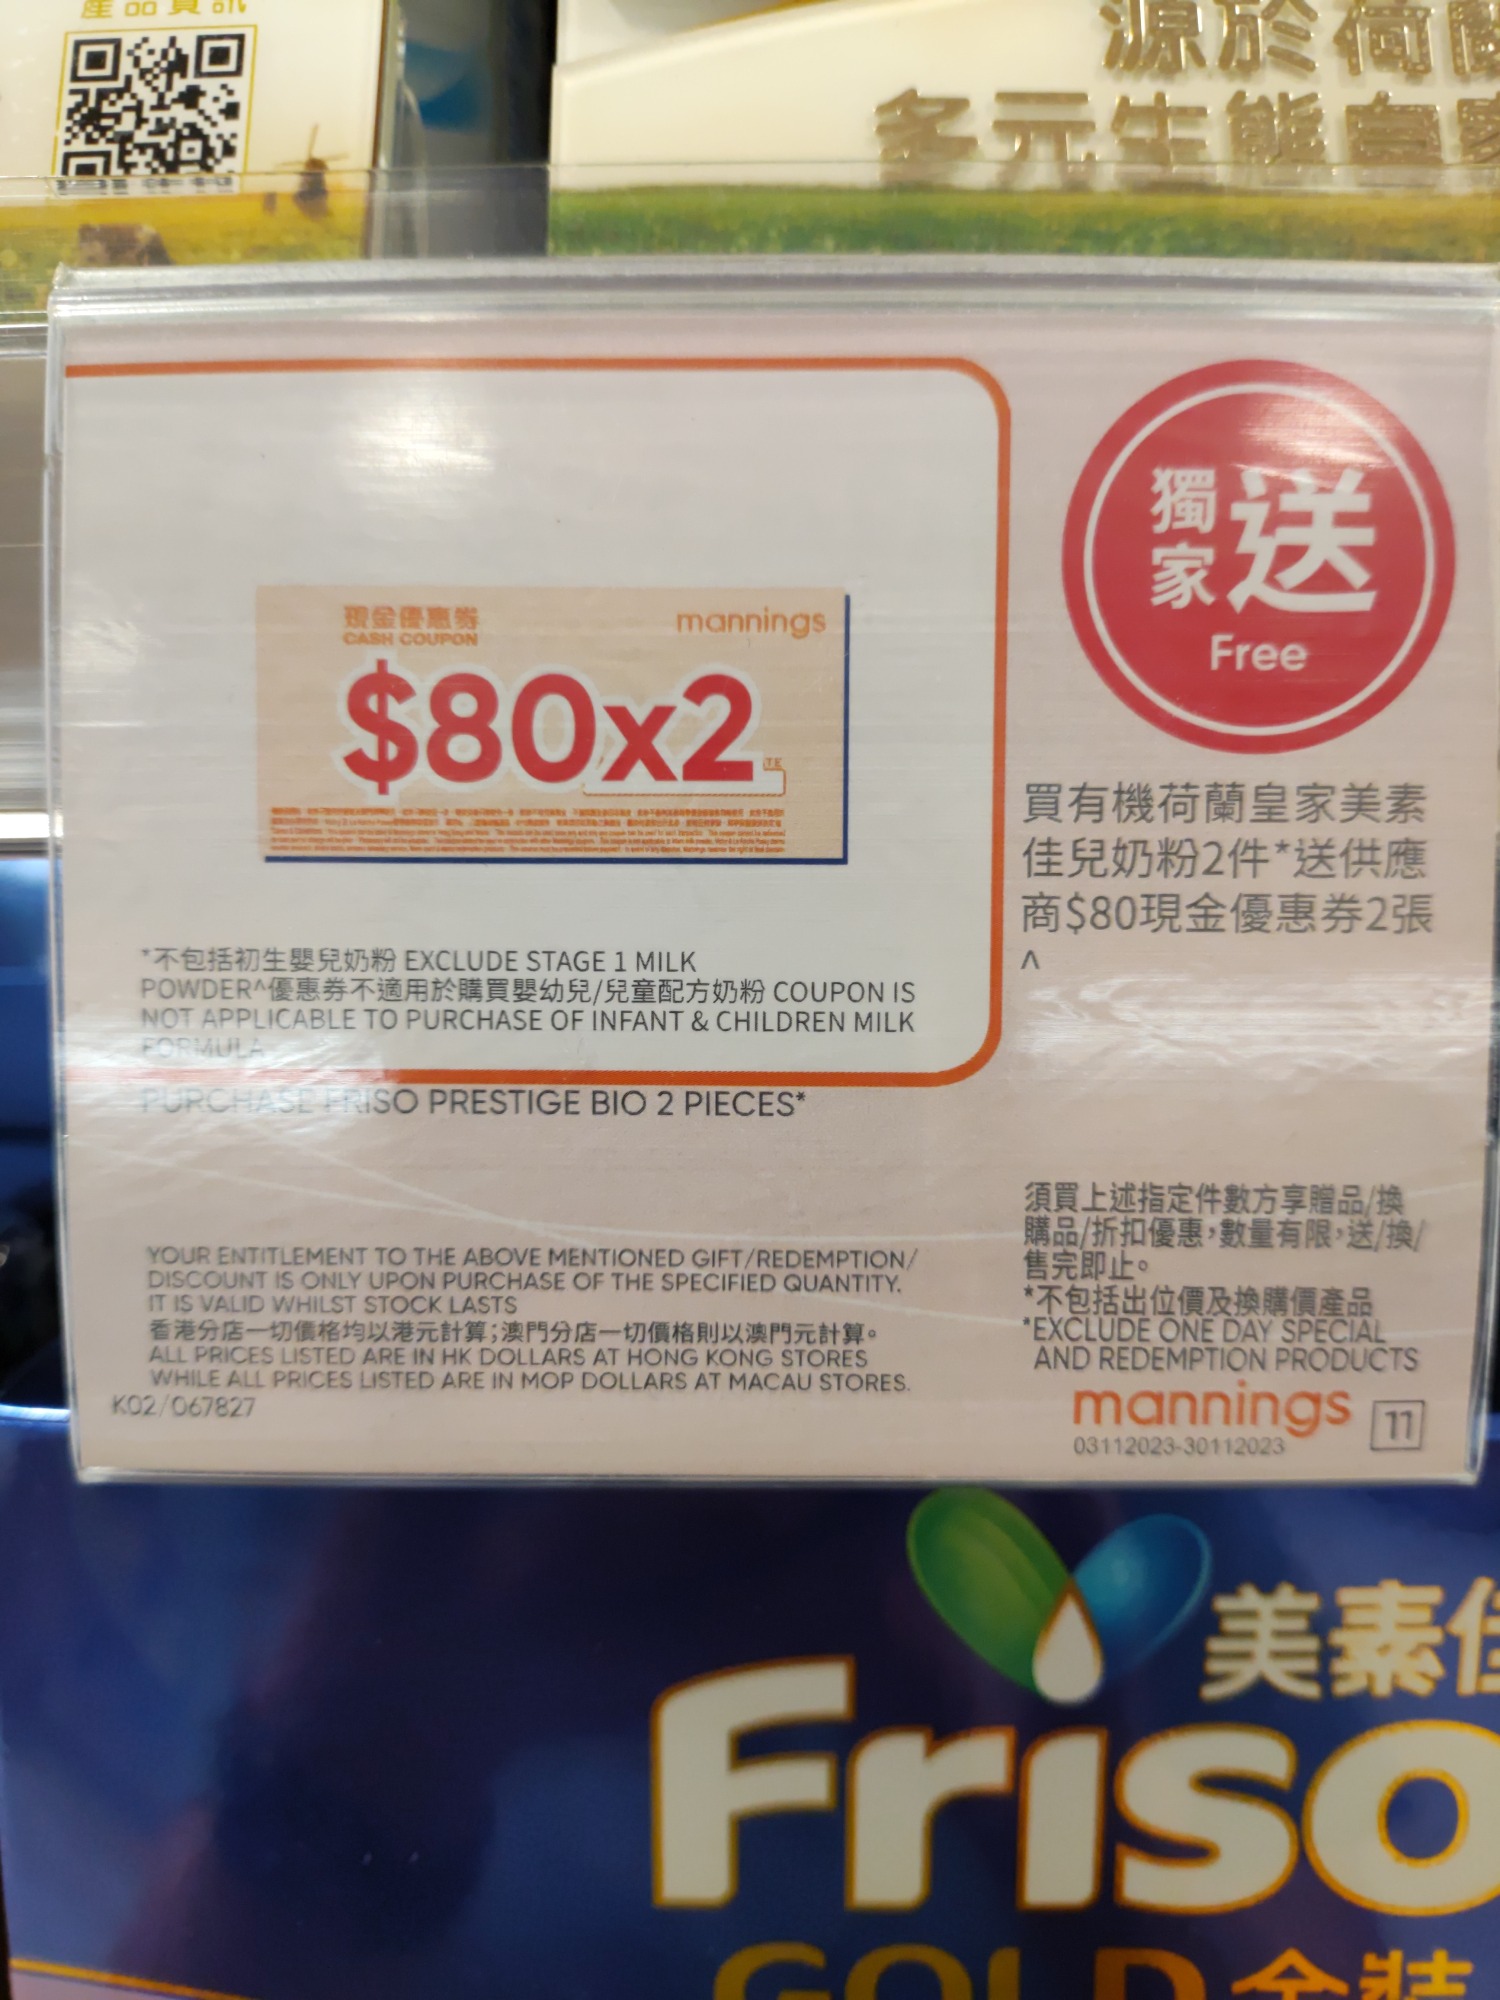 產品資訊
源於荷蘭
多元生態
獨家送
Free
現金優惠券
CASH COUPON
mannings
$80x2
買有機荷蘭皇家美素
佳兒奶粉2件*送供應
商$80現金優惠券2張
^
*不包括初生嬰兒奶粉 EXCLUDE STAGE 1 MILK
POWDER^優惠券不適用於購買嬰幼兒/兒童配方奶粉 COUPON IS
NOT APPLICABLE TO PURCHASE OF INFANT & CHILDREN MILK
FORMULA
PURCHASE FRISO PRESTIGE BIO 2 PIECES*
YOUR ENTITLEMENT TO THE ABOVE MENTIONED GIFT/REDEMPTION/
DISCOUNT IS ONLY UPON PURCHASE OF THE SPECIFIED QUANTITY.
IT IS VALID WHILST STOCK LASTS
香港分店一切價格均以港元計算;澳門分店一切價格則以澳門元計算。
ALL PRICES LISTED ARE IN HK DOLLARS AT HONG KONG STORES
WHILE ALL PRICES LISTED ARE IN MOP DOLLARS AT MACAU STORES.
K02/067827
須買上述指定件數方享贈品/換
購品/折扣優惠,數量有限,送/換/
售完即止。
*不包括出位價及換購價產品
*EXCLUDE ONE DAY SPECIAL
AND REDEMPTION PRODUCTS
mannings 11
03112023-30112023
美素佳
Friso
GOLD 金裝